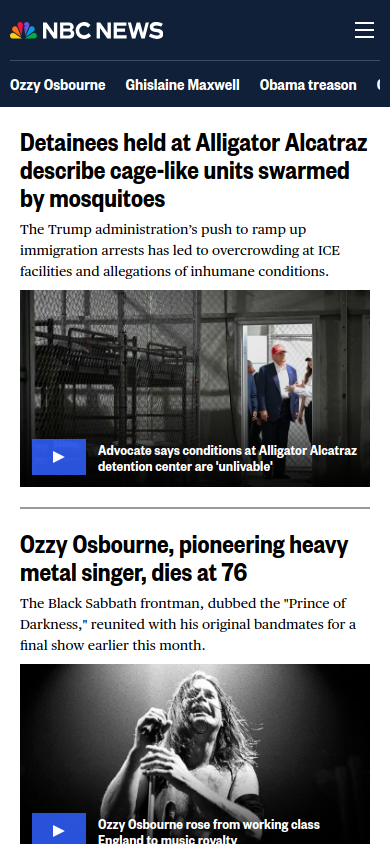 NBC NEWS
Ozzy Osbourne Ghislaine Maxwell Obama treason
Detainees held at Alligator Alcatraz
describe cage-like units swarmed
by mosquitoes
The Trump administration’s push to ramp up
immigration arrests has led to overcrowding at ICE
facilities and allegations of inhumane conditions.
Advocate says conditions at Alligator Alcatraz
detention center are 'unlivable'
Ozzy Osbourne, pioneering heavy
metal singer, dies at 76
The Black Sabbath frontman, dubbed the "Prince of
Darkness," reunited with his original bandmates for a
final show earlier this month.
Ozzy Osbourne rose from working class
England to music royalty